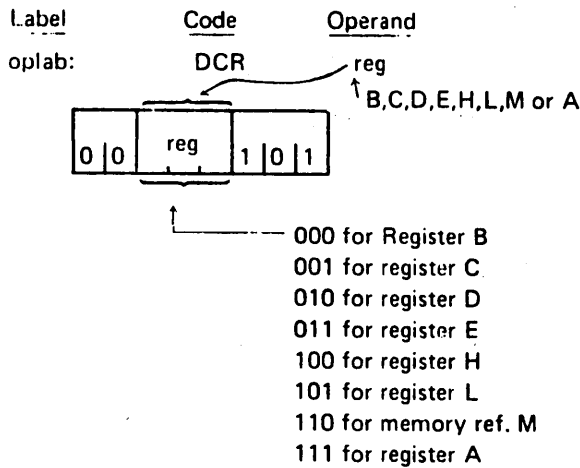 Label Code Operand
oplab: DCR reg
B,C,D,E,H,L,M or A
0 0 reg 1 0 1
000 for Register B
001 for register C
010 for register D
011 for register E
100 for register H
101 for register L
110 for memory ref. M
111 for register A